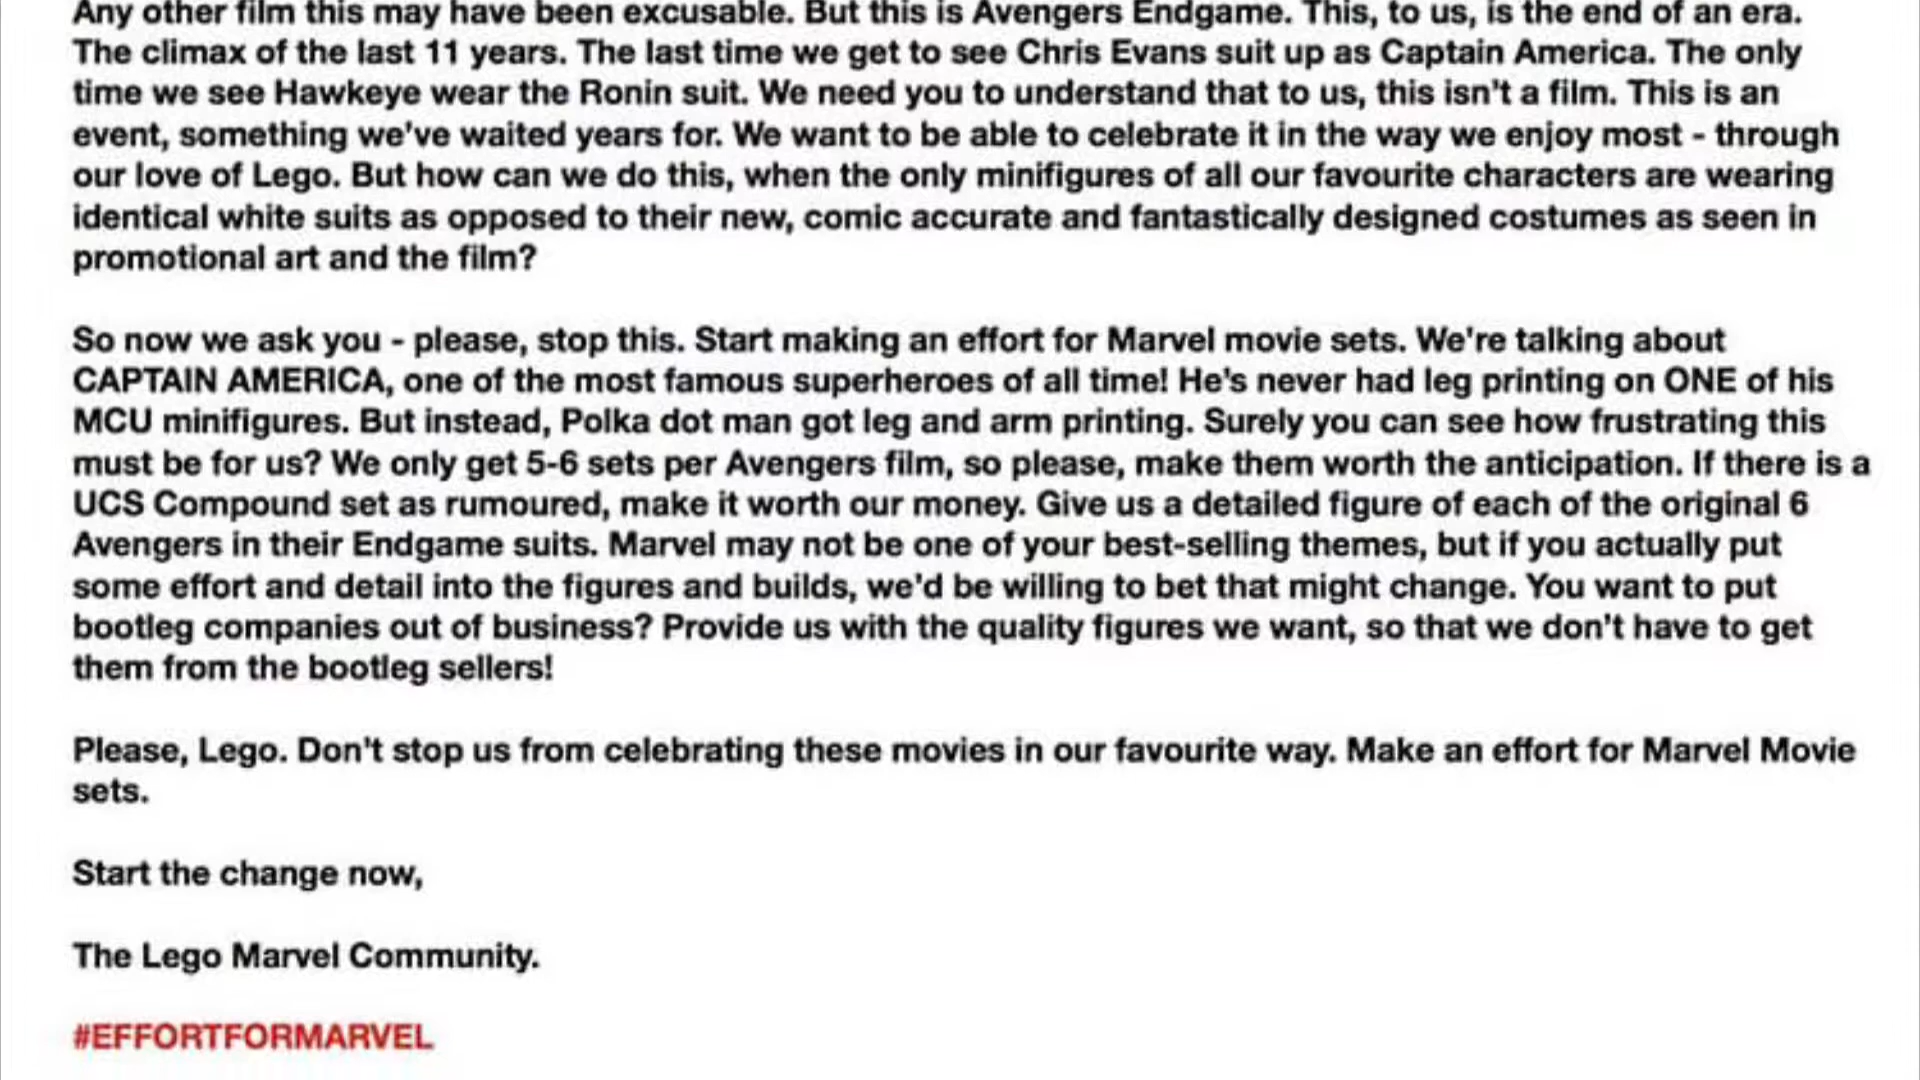 Any other film this may have been excusable. But this is Avengers Endgame. This, to us, is the end of an era.
The climax of the last 11 years. The last time we get to see Chris Evans suit up as Captain America. The only
time we see Hawkeye wear the Ronin suit. We need you to understand that to us, this isn't a film. This is an
event, something we've waited years for. We want to be able to celebrate it in the way we enjoy most - through
our love of Lego. But how can we do this, when the only minifigures of all our favourite characters are wearing
identical white suits as opposed to their new, comic accurate and fantastically designed costumes as seen in
promotional art and the film?
So now we ask you - please, stop this. Start making an effort for Marvel movie sets. We're talking about
CAPTAIN AMERICA, one of the most famous superheroes of all time! He's never had leg printing on ONE of his
MCU minifigures. But instead, Polka dot man got leg and arm printing. Surely you can see how frustrating this
must be for us? We only get 5-6 sets per Avengers film, so please, make them worth the anticipation. If there is a
UCS Compound set as rumoured, make it worth our money. Give us a detailed figure of each of the original 6
Avengers in their Endgame suits. Marvel may not be one of your best-selling themes, but if you actually put
some effort and detail into the figures and builds, we'd be willing to bet that might change. You want to put
bootleg companies out of business? Provide us with the quality figures we want, so that we don't have to get
them from the bootleg sellers!
Please, Lego. Don't stop us from celebrating these movies in our favourite way. Make an effort for Marvel Movie
sets.
Start the change now,
The Lego Marvel Community.
#EFFORTFORMARVEL